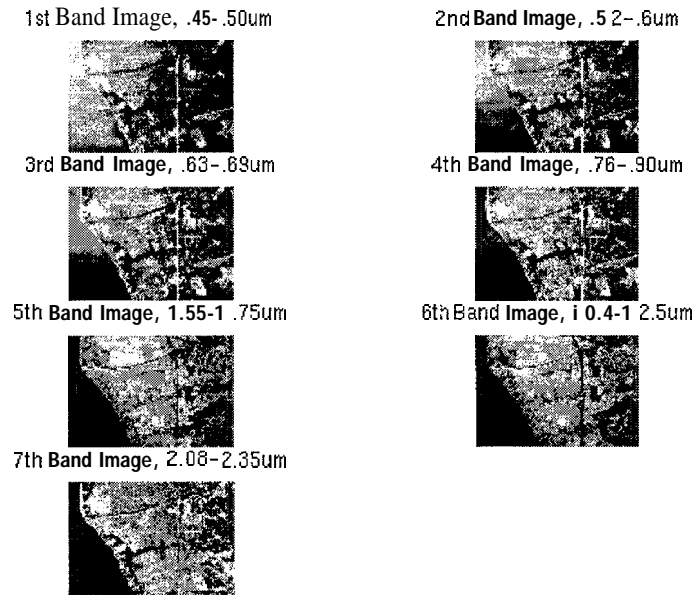 1st Band Image, .45- .50um
2nd Band Image, .5 2-.6um
3rd Band Image, .63-.69um
4th Band Image, .76-.90um
5th Band Image, 1.55-1 .75um
6th Band Image, i 0.4-1 2.5um
7th Band Image, 2.08-2.35um